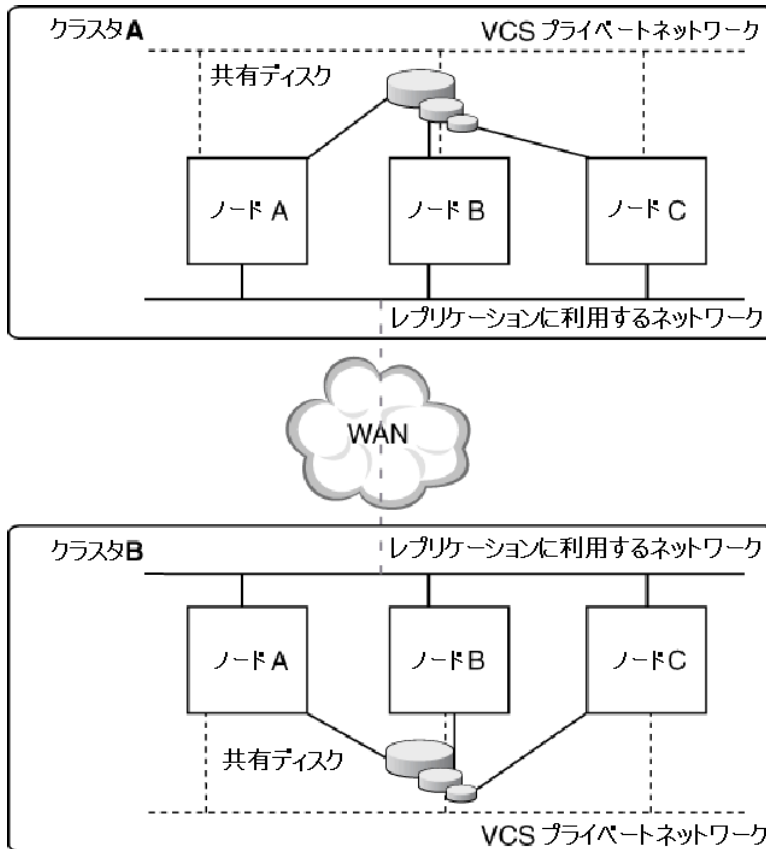 クラスタA
VCS プライベートネットワーク
共有ディスク
ノード A
ノード B
ノード C
レプリケーションに利用するネットワーク
WAN
クラスタB
レプリケーションに利用するネットワーク
ノード A
ノード B
ノード C
共有ディスク
VCS プライベートネットワーク